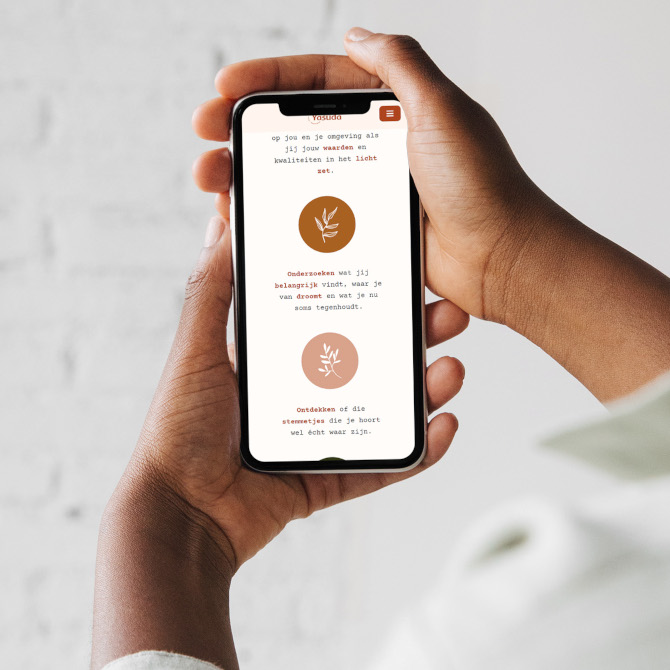 Yasuda
op jou en je omgeving als
jij jouw waarden en
kwaliteiten in het licht
zet.
Onderzoeken wat jij
belangrijk vindt, waar je
van droomt en wat je nu
soms tegenhoudt.
Ontdekken of die
stemmetjes die je hoort
wel écht waar zijn.